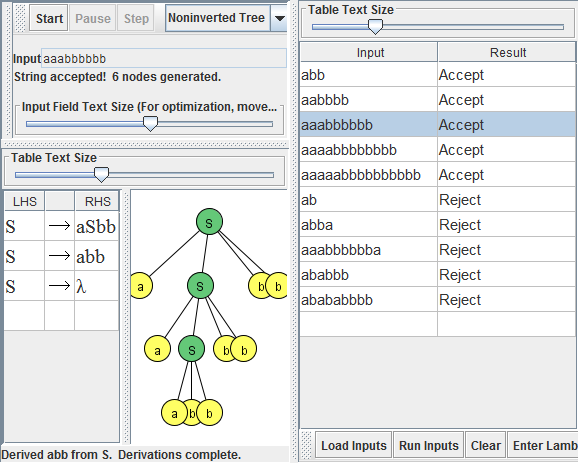 Start Pause Step Noninverted Tree
Input aaabbbbbb
String accepted! 6 nodes generated.
Input Field Text Size (For optimization, move...
Table Text Size
LHS RHS
S → aSbb
S → abb
S → λ
S
a S b b
a S b b
a b b
Derived abb from S. Derivations complete.
Table Text Size
Input Result
abb Accept
aabbbb Accept
aaabbbbbb Accept
aaaabbbbbbbb Accept
aaaaabbbbbbbbbb Accept
ab Reject
abba Reject
aaabbbbbba Reject
ababbb Reject
abababbbb Reject
Load Inputs Run Inputs Clear Enter Lamb